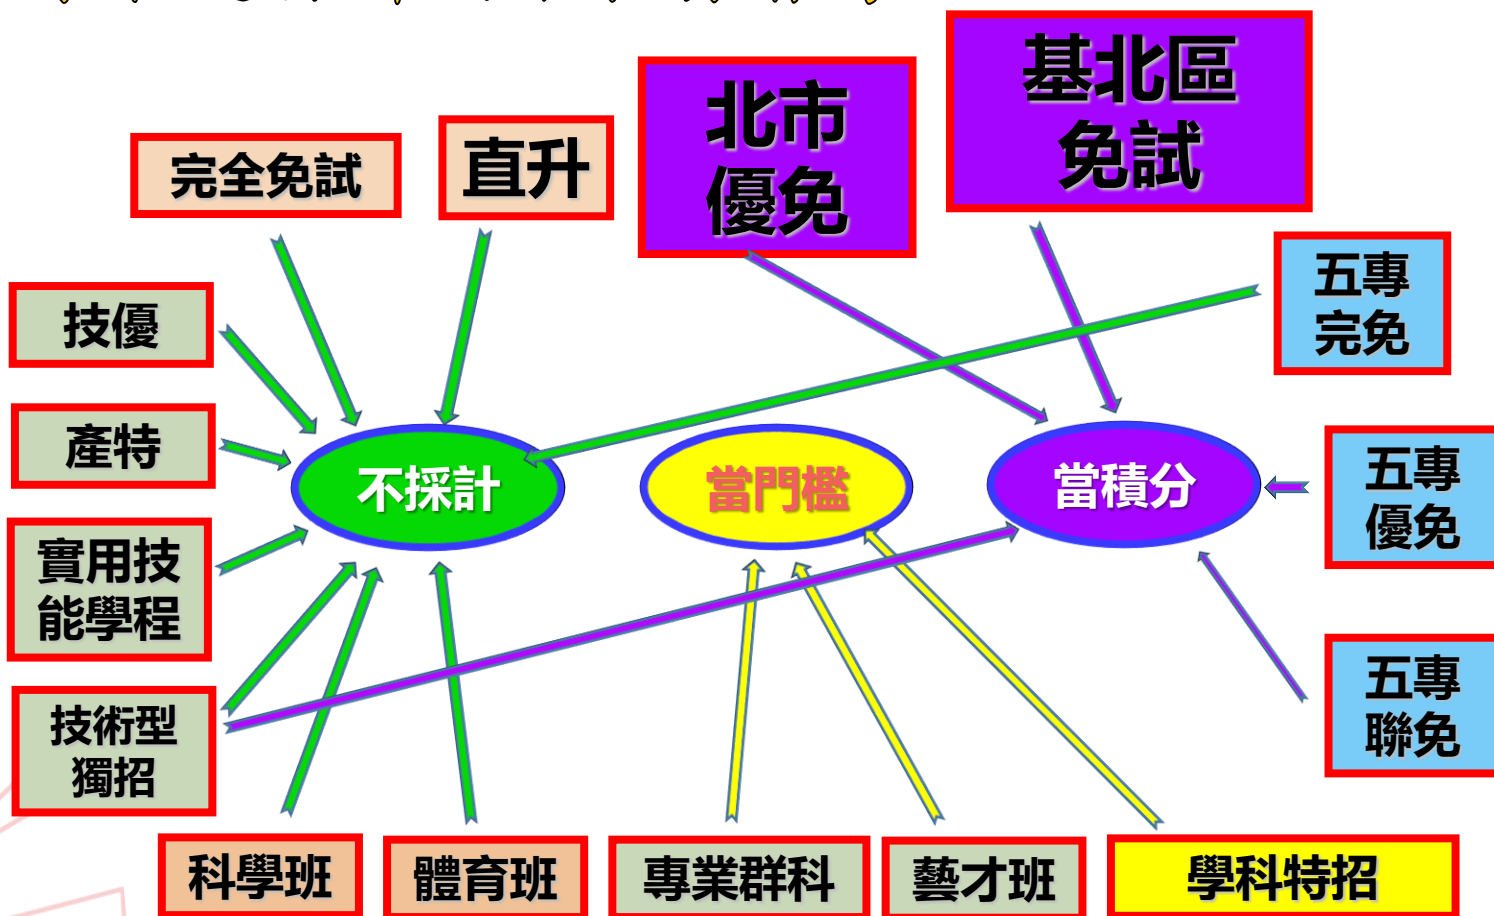 基北區
免試
北市
優免
完全免試
直升
五專
完免
技優
產特
不採計
當門檻
當積分
五專
優免
實用技
能學程
五專
聯免
技術型
獨招
科學班
體育班
專業群科
藝才班
學科特招